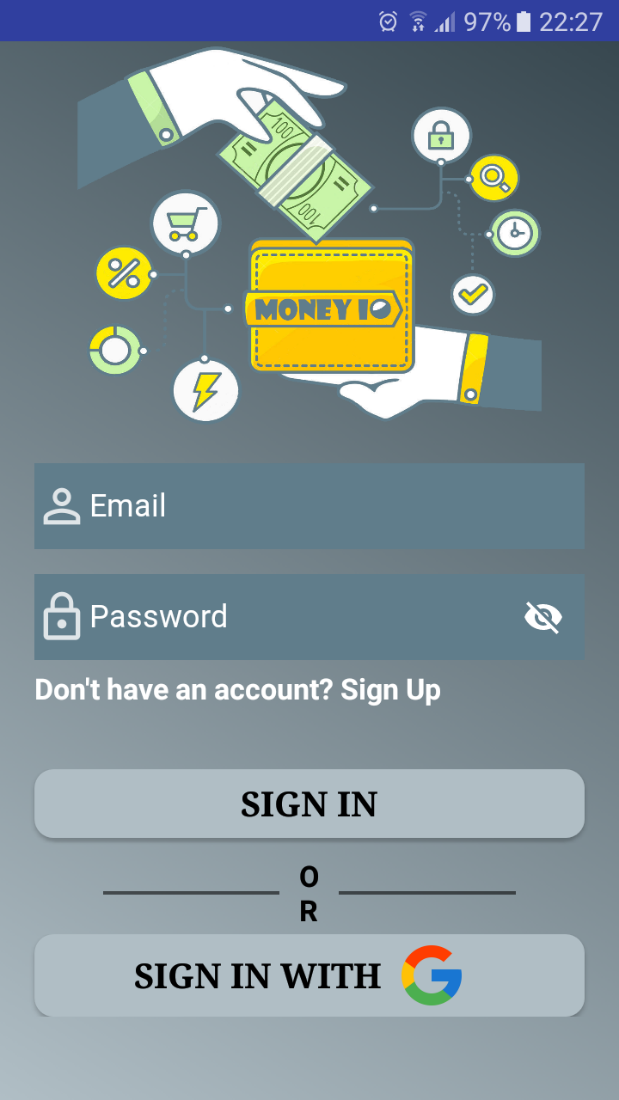 97% 22:27
100
100
MONEY IO
Email
Password
Don't have an account? Sign Up
SIGN IN
O
R
SIGN IN WITH